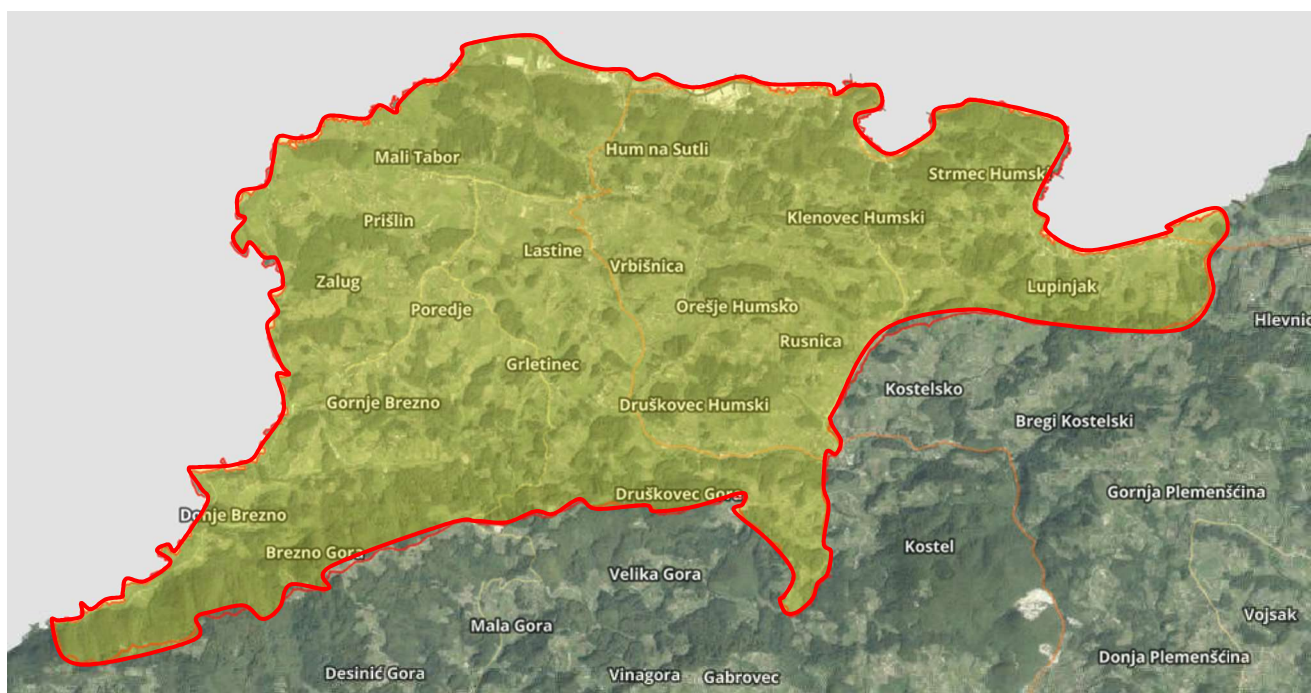 Hum na Sutli
Mali Tabor
Strmec Humski
Klenovec Humski
Prišlin
Lastine
Vrbišnica
Zalug
Lupinjak
Poredje
Orešje Humsko
Hlevnic
Rusnica
Grletinec
Kostelsko
Gornje Brezno
Druškovec Humski
Bregi Kostelski
Druškovec Gora
Gornja Plemenšćina
Donje Brezno
Kostel
Brezno Gora
Velika Gora
Vojsak
Mala Gora
Donja Plemenšćina
Desinić Gora
Vinagora
Gabrovec